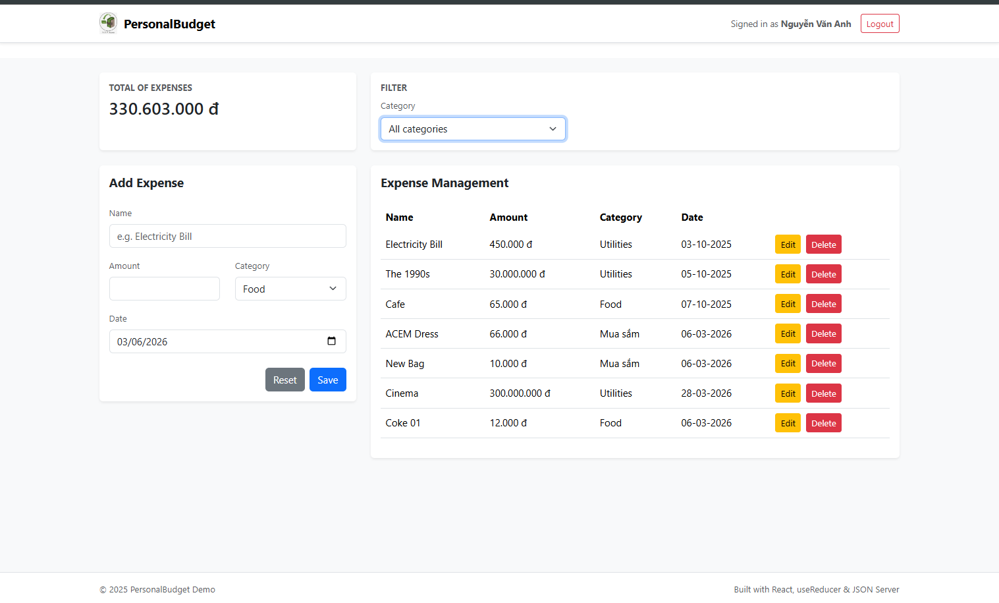 PersonalBudget
Signed in as Nguyễn Văn Anh Logout
TOTAL OF EXPENSES
330.603.000 đ
FILTER
Category
All categories
Add Expense
Name
e.g. Electricity Bill
Amount Category
Food
Date
03/06/2026
Reset Save
Expense Management
Name Amount Category Date
Electricity Bill 450.000 đ Utilities 03-10-2025 Edit Delete
The 1990s 30.000.000 đ Utilities 05-10-2025 Edit Delete
Cafe 65.000 đ Food 07-10-2025 Edit Delete
ACEM Dress 66.000 đ Mua sắm 06-03-2026 Edit Delete
New Bag 10.000 đ Mua sắm 06-03-2026 Edit Delete
Cinema 300.000.000 đ Utilities 28-03-2026 Edit Delete
Coke 01 12.000 đ Food 06-03-2026 Edit Delete
© 2025 PersonalBudget Demo
Built with React, useReducer & JSON Server